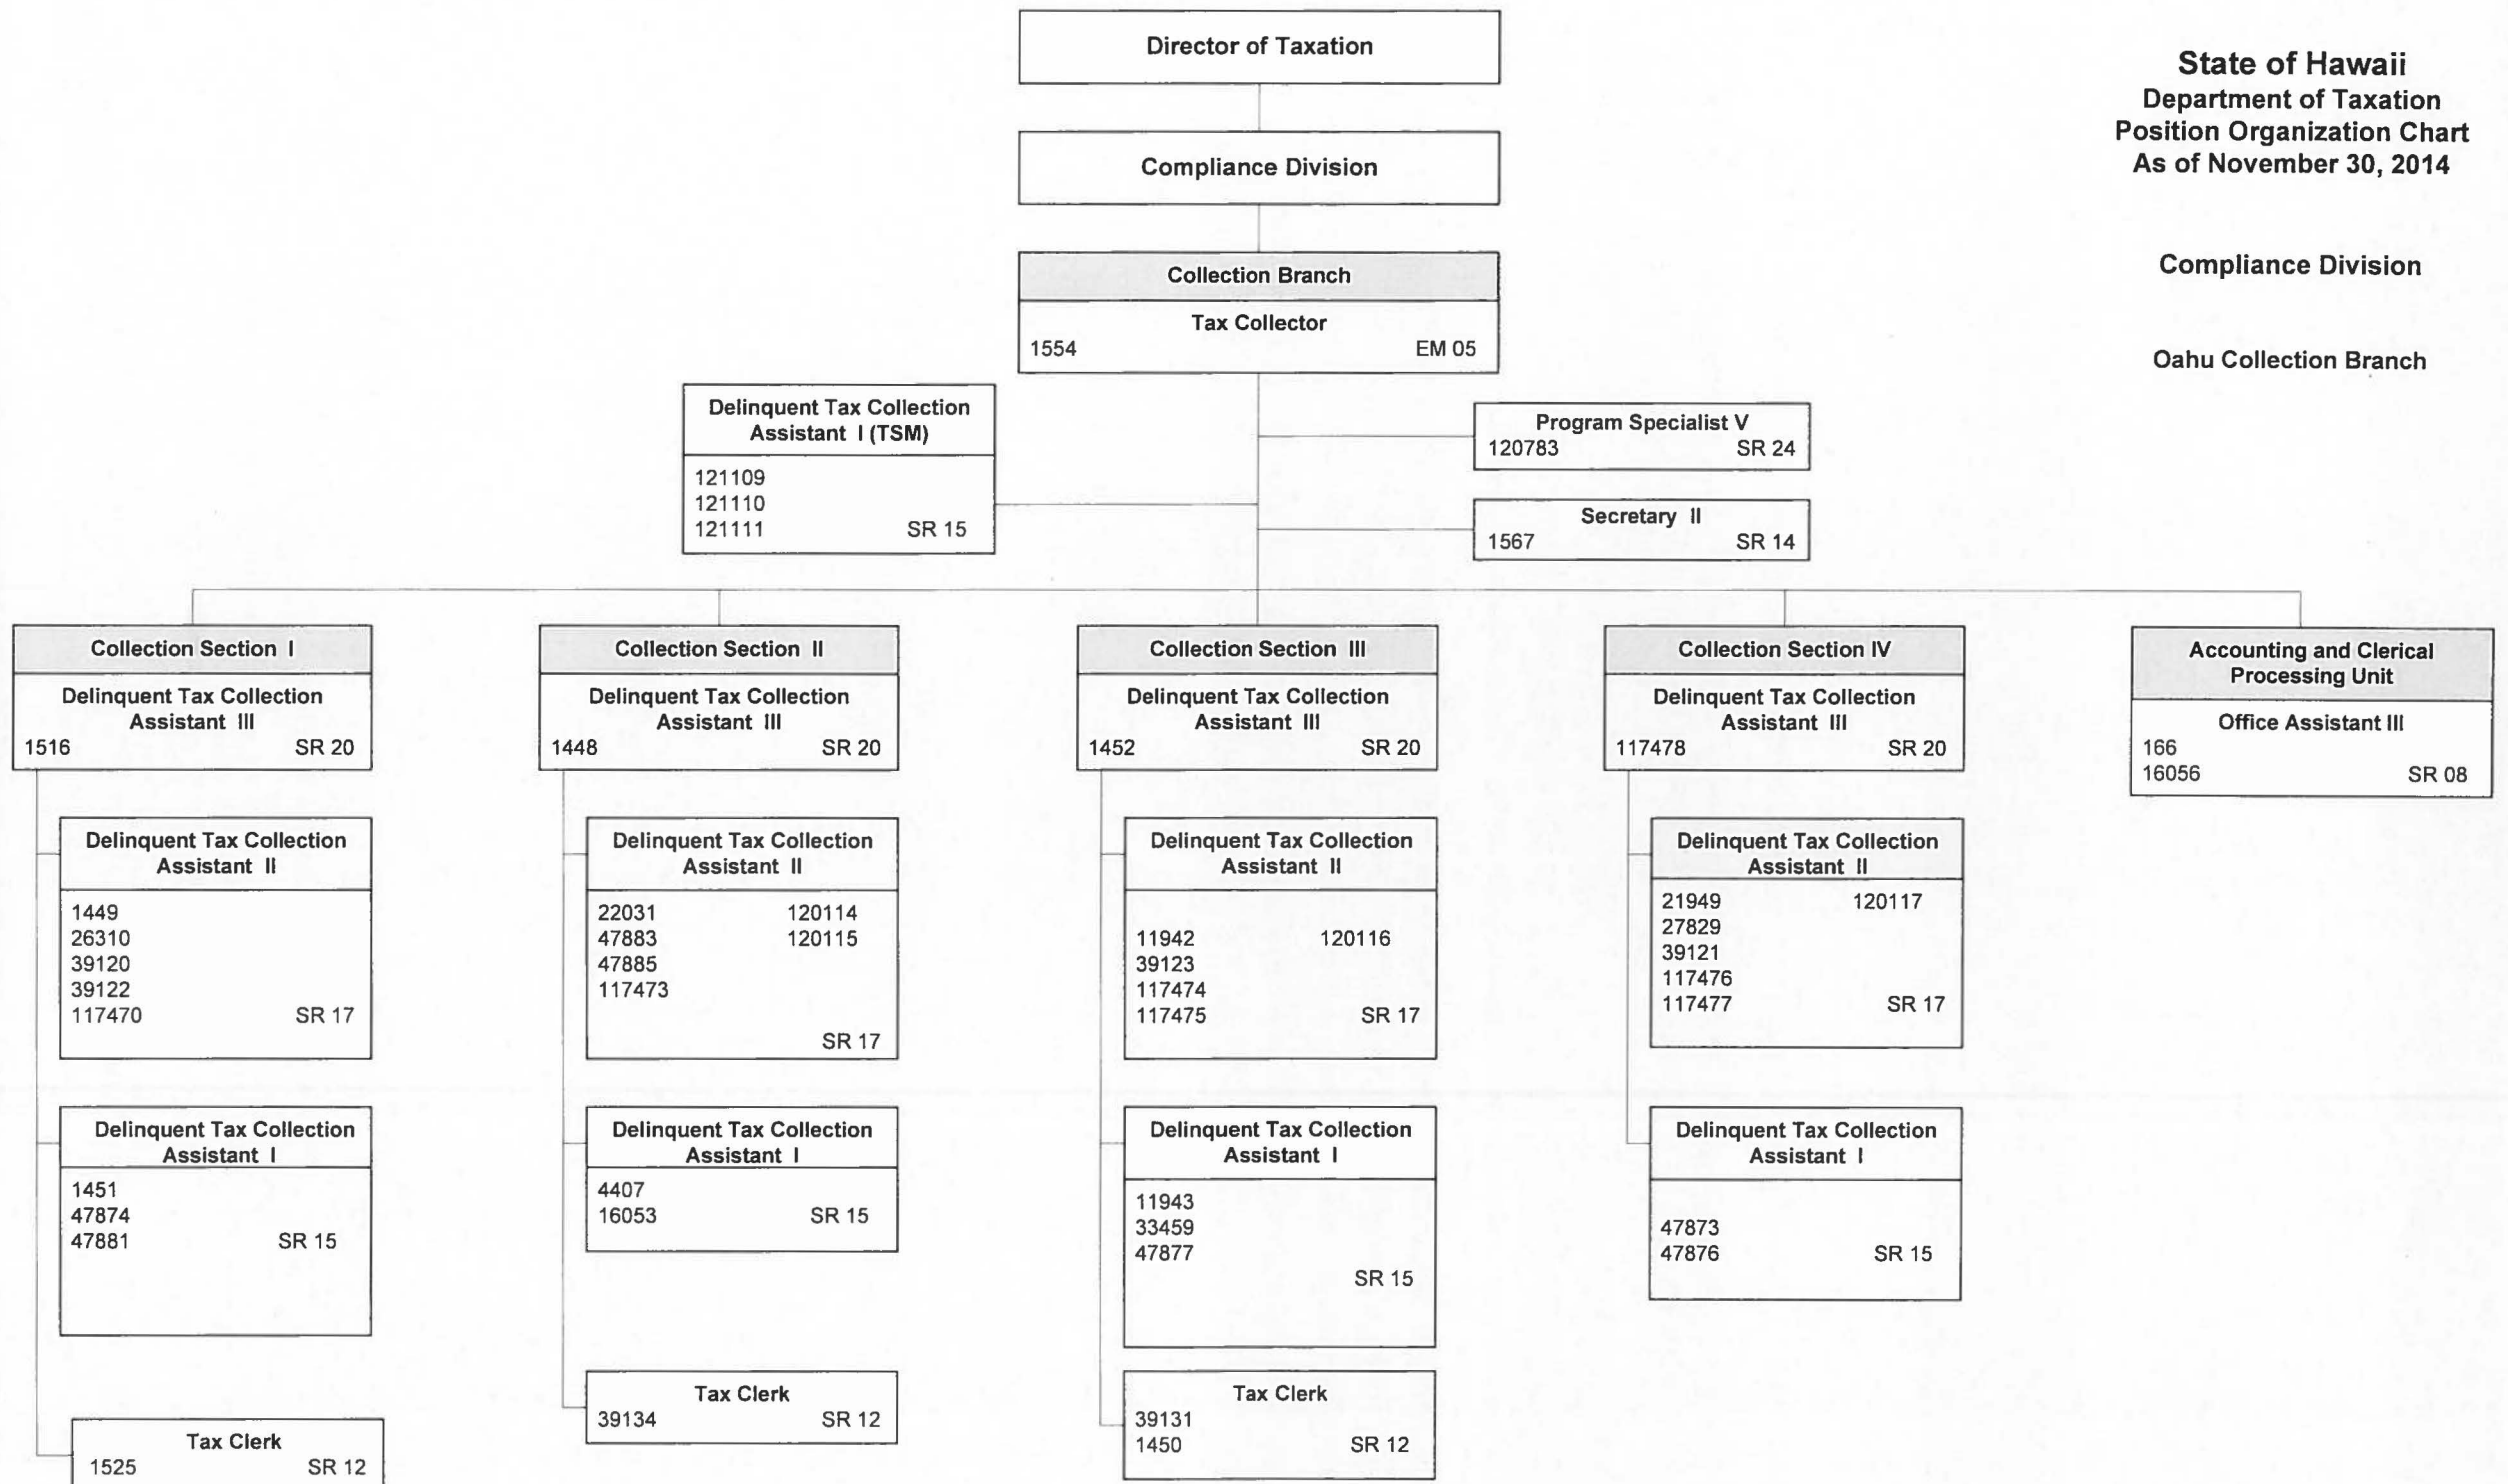 Director of Taxation
State of Hawaii
Department of Taxation
Position Organization Chart
As of November 30, 2014
Compliance Division
Oahu Collection Branch
Compliance Division
Collection Branch
Tax Collector
1554 EM 05
Delinquent Tax Collection
Assistant I (TSM)
121109
121110
121111 SR 15
Program Specialist V
120783 SR 24
Secretary II
1567 SR 14
Collection Section I
Delinquent Tax Collection
Assistant III
1516 SR 20
Delinquent Tax Collection
Assistant II
1449
26310
39120
39122
117470 SR 17
Delinquent Tax Collection
Assistant I
1451
47874
47881 SR 15
Tax Clerk
1525 SR 12
Collection Section II
Delinquent Tax Collection
Assistant III
1448 SR 20
Delinquent Tax Collection
Assistant II
22031 120114
47883 120115
47885
117473
SR 17
Delinquent Tax Collection
Assistant I
4407
16053 SR 15
Tax Clerk
39134 SR 12
Collection Section III
Delinquent Tax Collection
Assistant III
1452 SR 20
Delinquent Tax Collection
Assistant II
11942 120116
39123
117474
117475 SR 17
Delinquent Tax Collection
Assistant I
11943
33459
47877
SR 15
Tax Clerk
39131
1450 SR 12
Collection Section IV
Delinquent Tax Collection
Assistant III
117478 SR 20
Delinquent Tax Collection
Assistant II
21949 120117
27829
39121
117476
117477 SR 17
Delinquent Tax Collection
Assistant I
47873
47876 SR 15
Accounting and Clerical
Processing Unit
Office Assistant III
166
16056 SR 08